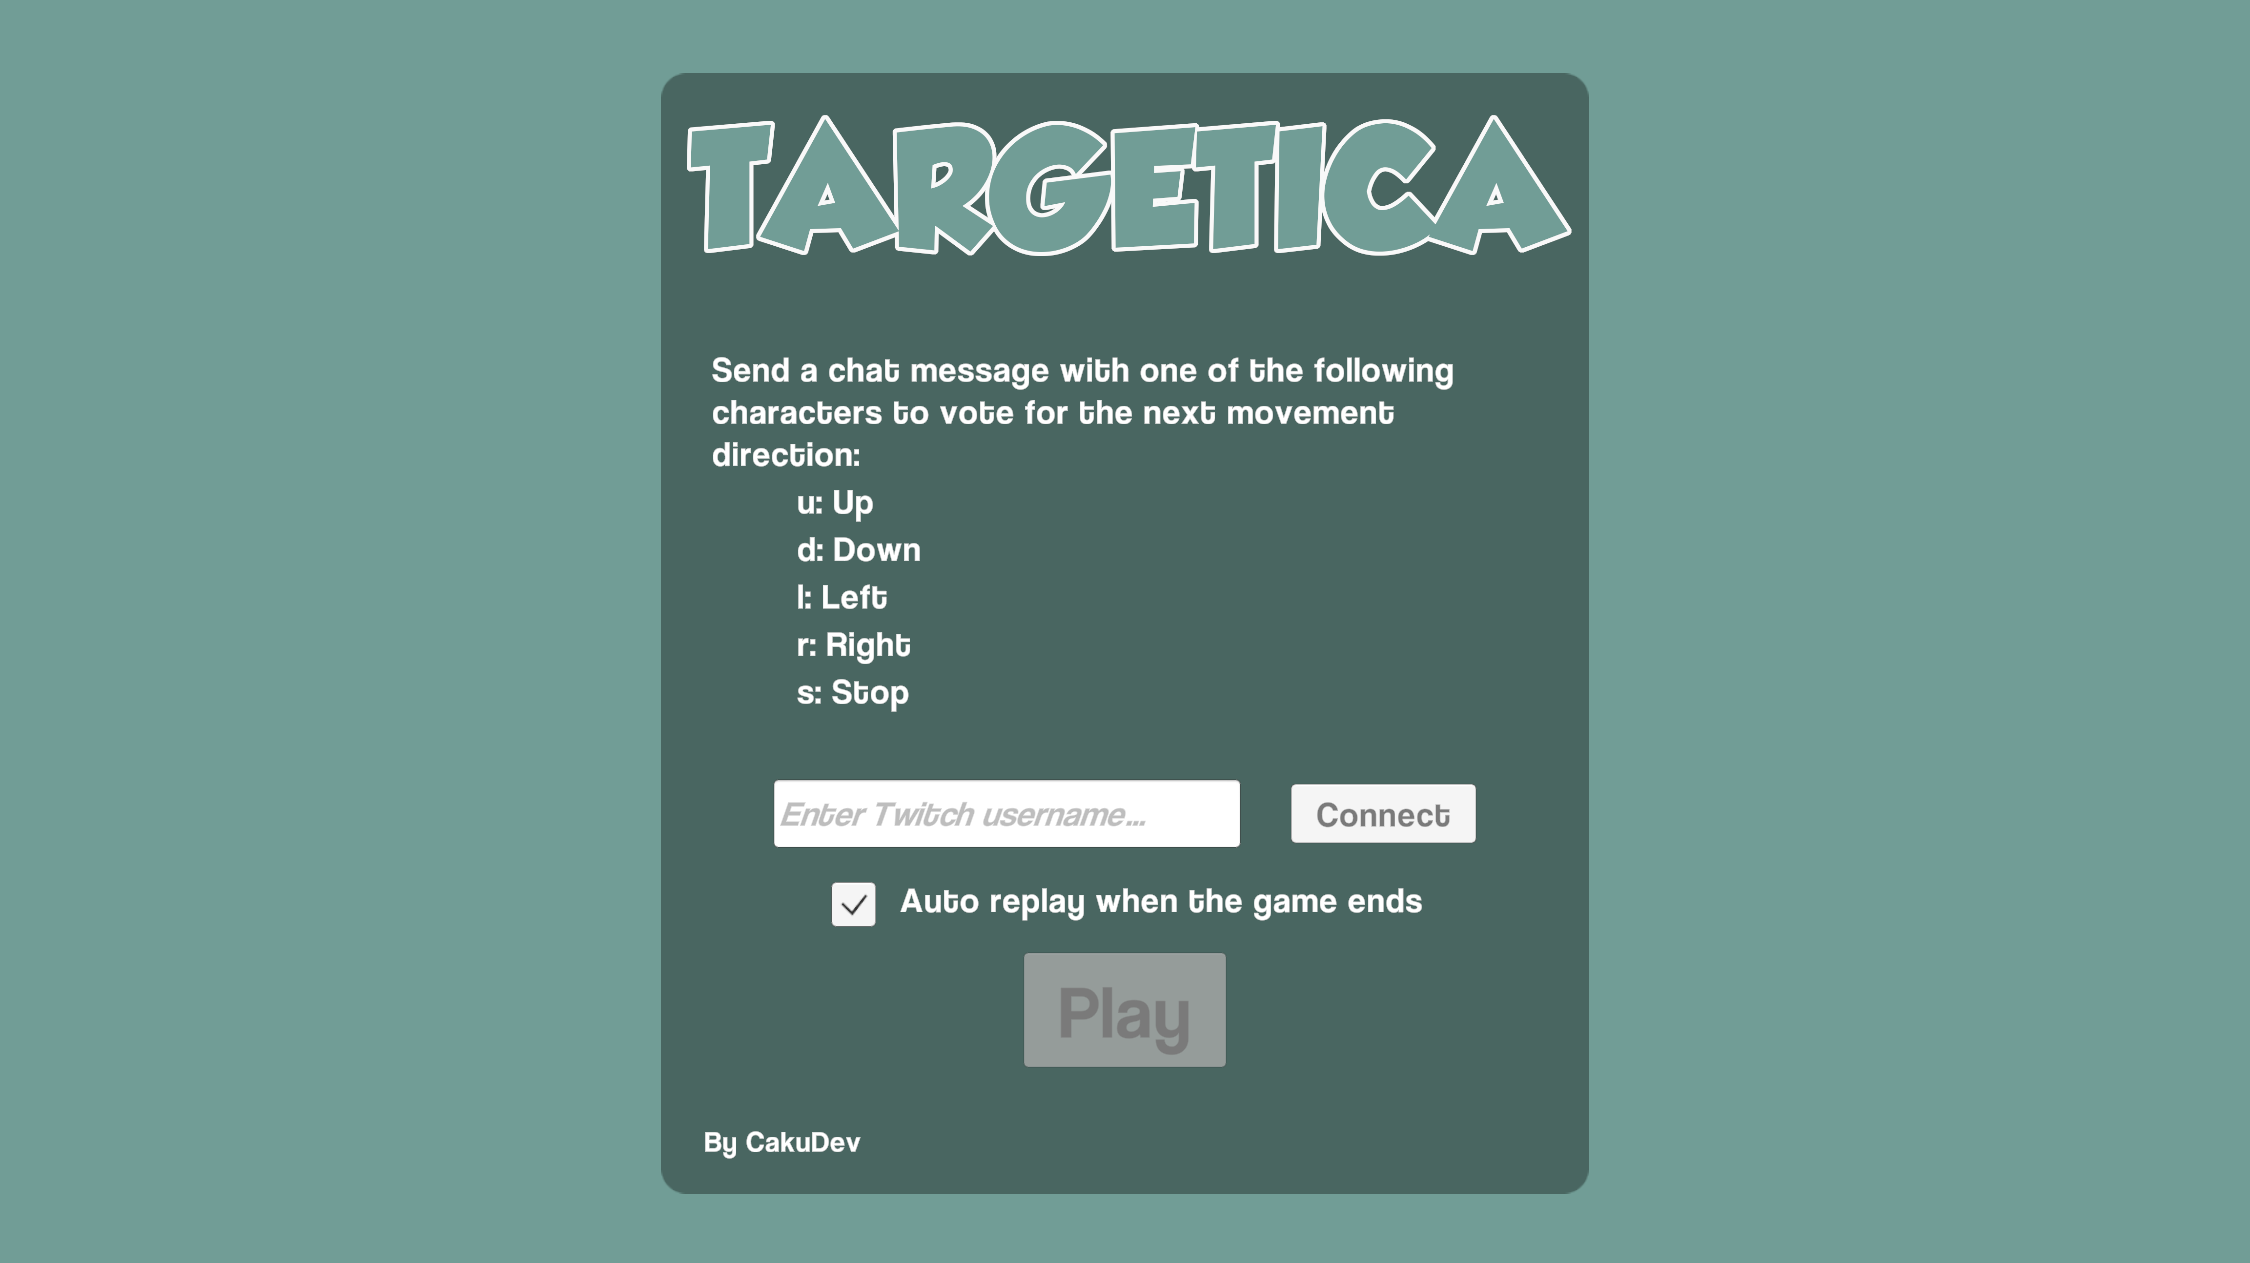 TARGETICA
Send a chat message with one of the following
characters to vote for the next movement
direction:
u: Up
d: Down
l: Left
r: Right
s: Stop
Enter Twitch username...
Connect
Auto replay when the game ends
Play
By CakuDev